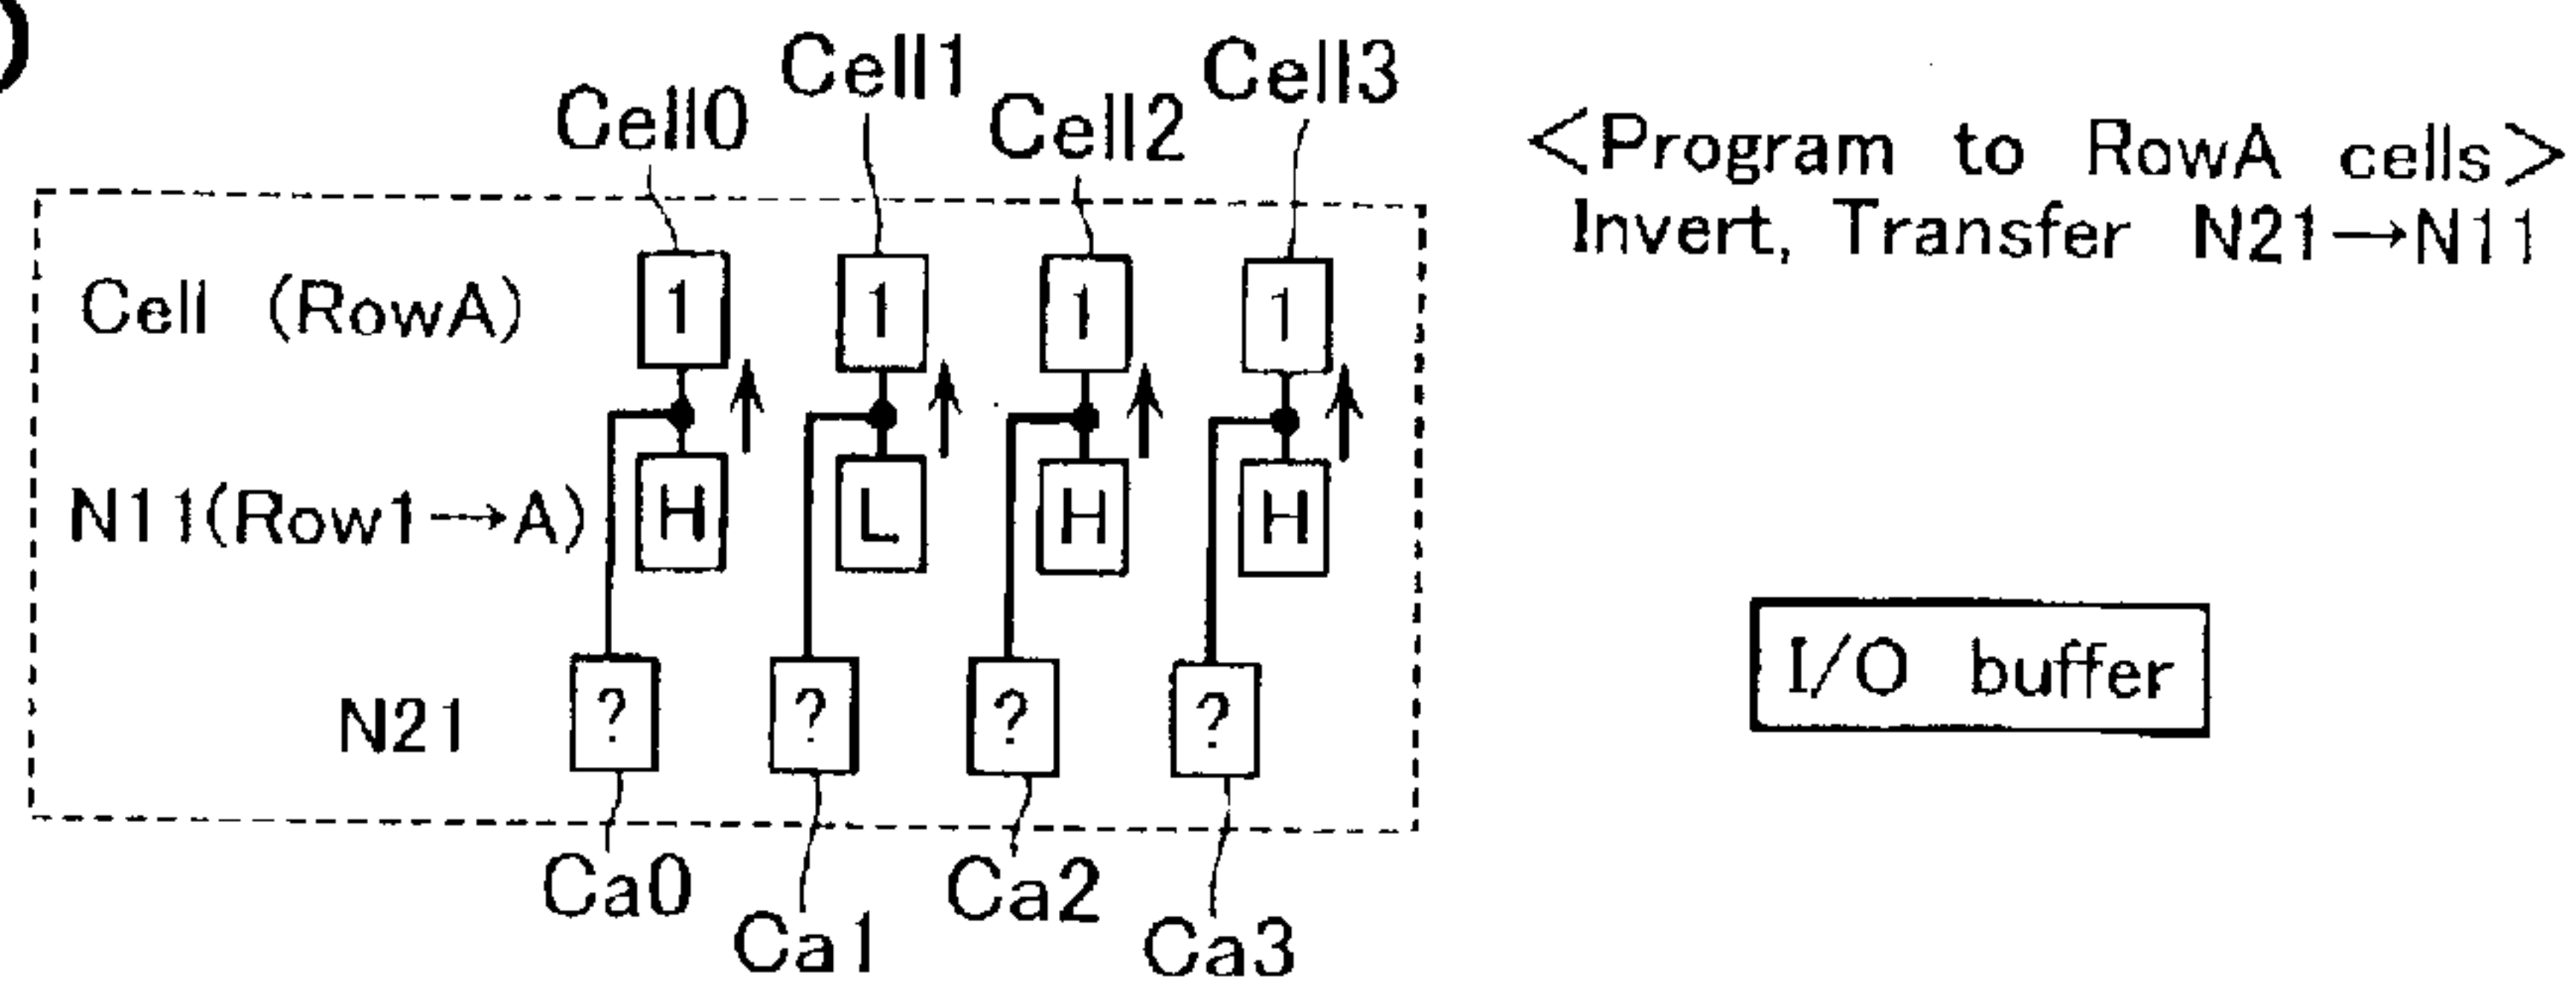 )
Cell0 Cell1 Cell2 Cell3
<Program to RowA cells>
Invert, Transfer N21→N11
Cell (RowA) 1 1 1 1
N11(Row1→A) H L H H
N21 ? ? ? ?
I/O buffer
Ca0 Ca1 Ca2 Ca3